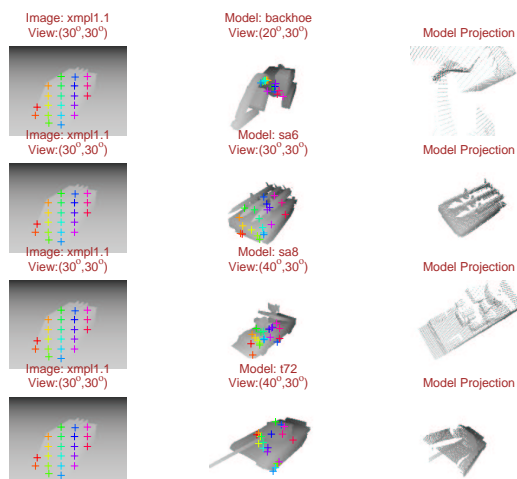 Image: xmpl1.1
View:(30°,30°)
Model: backhoe
View:(20°,30°)
Model Projection
Image: xmpl1.1
View:(30°,30°)
Model: sa6
View:(30°,30°)
Model Projection
Image: xmpl1.1
View:(30°,30°)
Model: sa8
View:(40°,30°)
Model Projection
Image: xmpl1.1
View:(30°,30°)
Model: t72
View:(40°,30°)
Model Projection